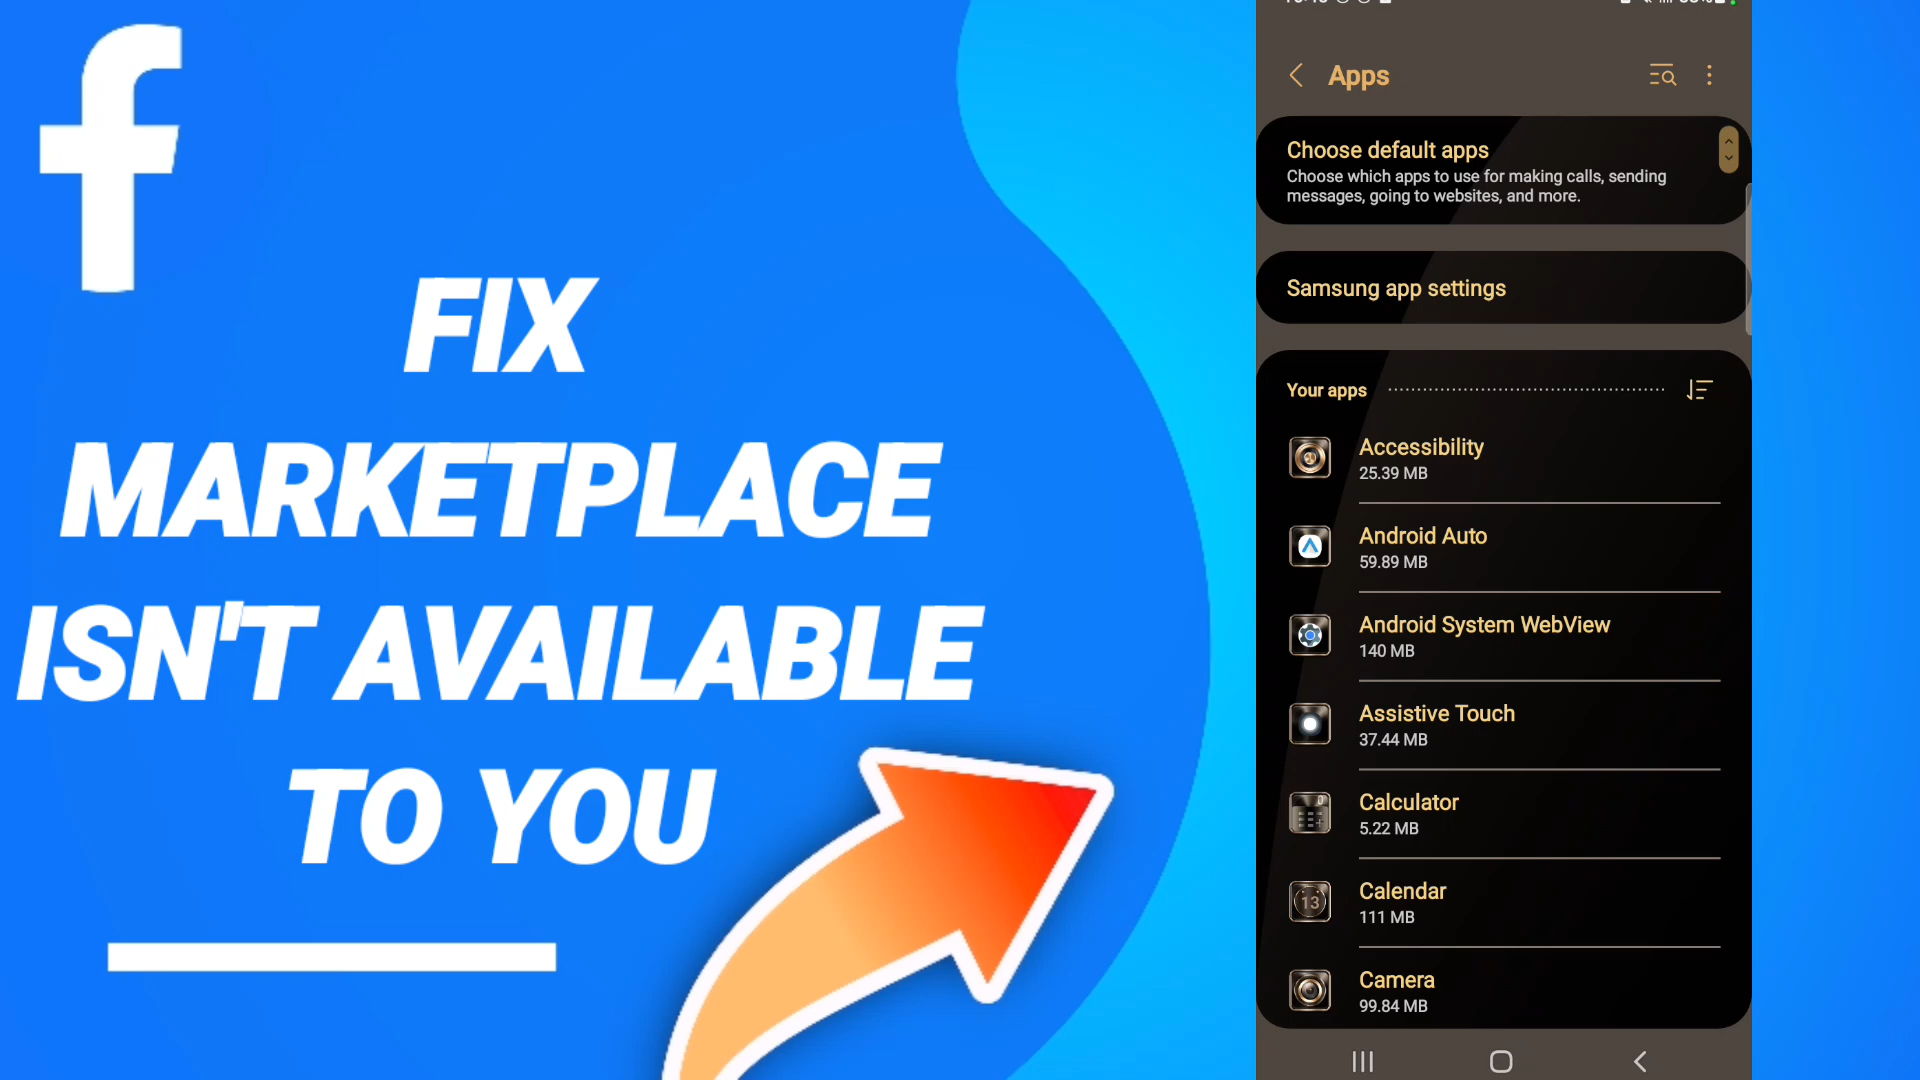 FIX
MARKETPLACE
ISN'T AVAILABLE
TO YOU
Apps
Choose default apps
Choose which apps to use for making calls, sending
messages, going to websites, and more.
Samsung app settings
Your apps
Accessibility
25.39 MB
Android Auto
59.89 MB
Android System WebView
140 MB
Assistive Touch
37.44 MB
Calculator
5.22 MB
Calendar
13
111 MB
Camera
99.84 MB